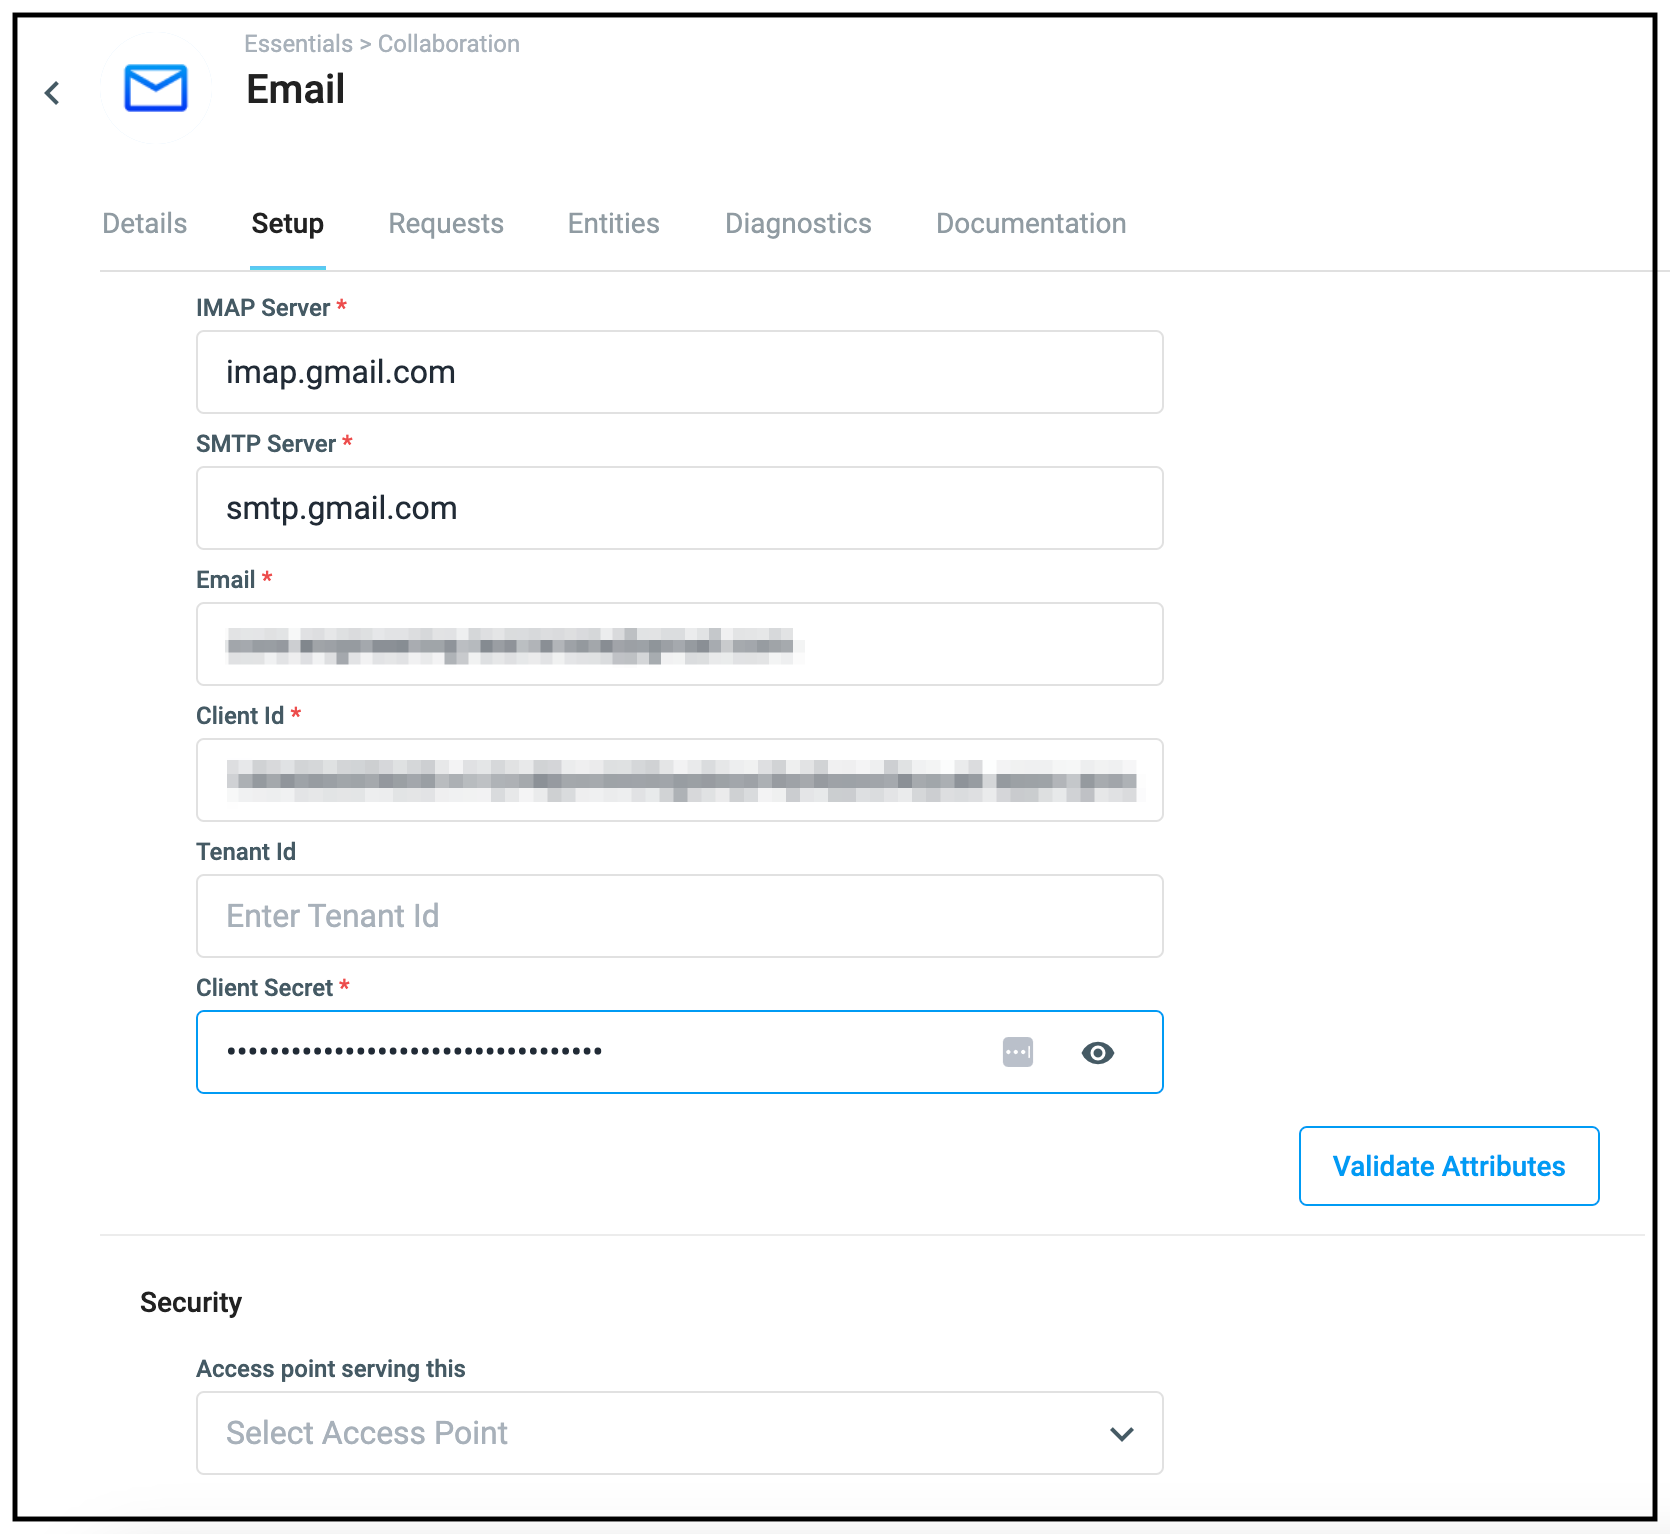 Essentials > Collaboration
Email
Details Setup Requests Entities Diagnostics Documentation
IMAP Server *
imap.gmail.com
SMTP Server *
smtp.gmail.com
Email *
Client Id *
Tenant Id
Enter Tenant Id
Client Secret *
•••••••••••••••••••••••••••••••••••
Validate Attributes
Security
Access point serving this
Select Access Point